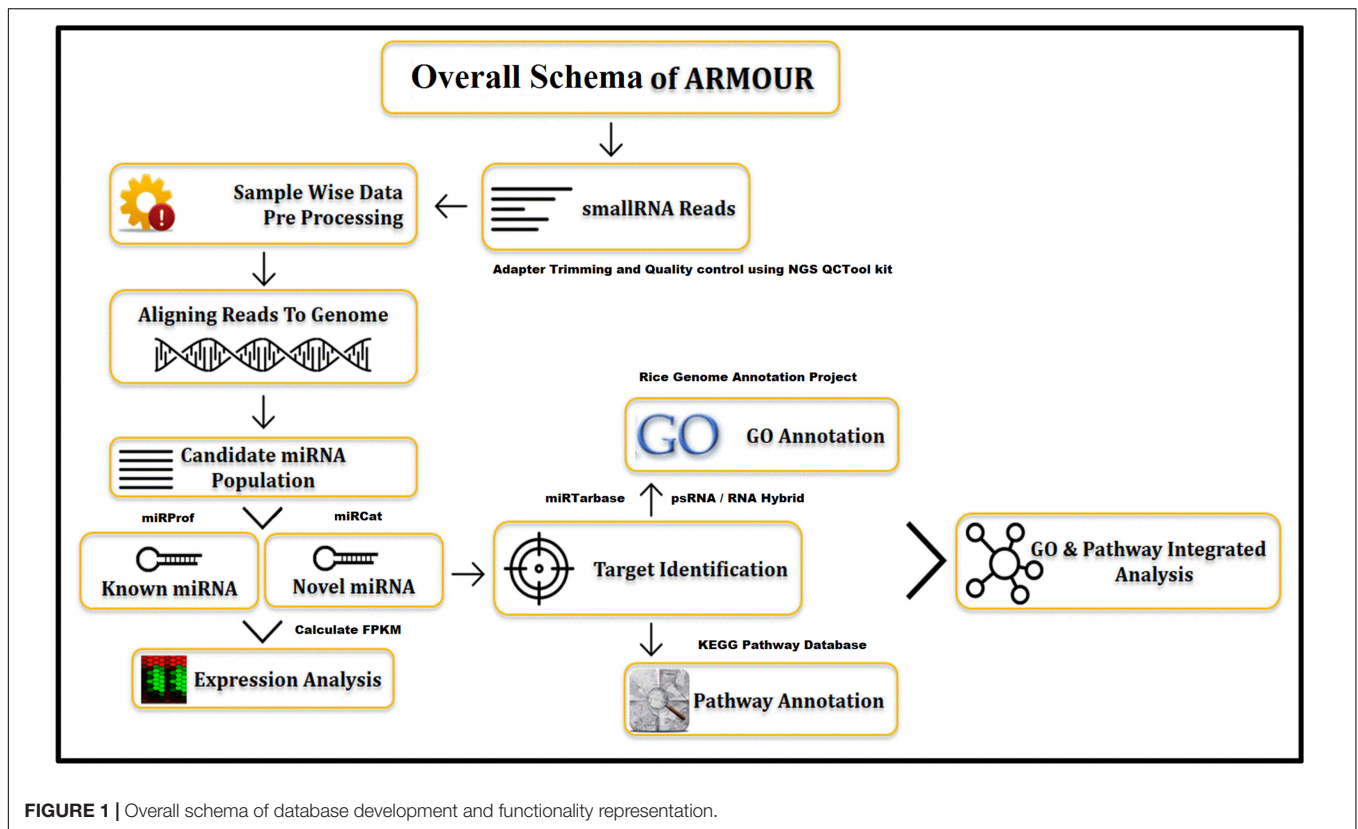 Overall Schema of ARMOUR
smallRNA Reads
Adapter Trimming and Quality control using NGS QCTool kit
Sample Wise Data
Pre Processing
Aligning Reads To Genome
Candidate miRNA
Population
miRProf
miRCat
Known miRNA
Novel miRNA
Calculate FPKM
Expression Analysis
Target Identification
miRTarbase
psRNA / RNA Hybrid
Rice Genome Annotation Project
GO
GO Annotation
KEGG Pathway Database
Pathway Annotation
GO & Pathway Integrated
Analysis
FIGURE 1 | Overall schema of database development and functionality representation.